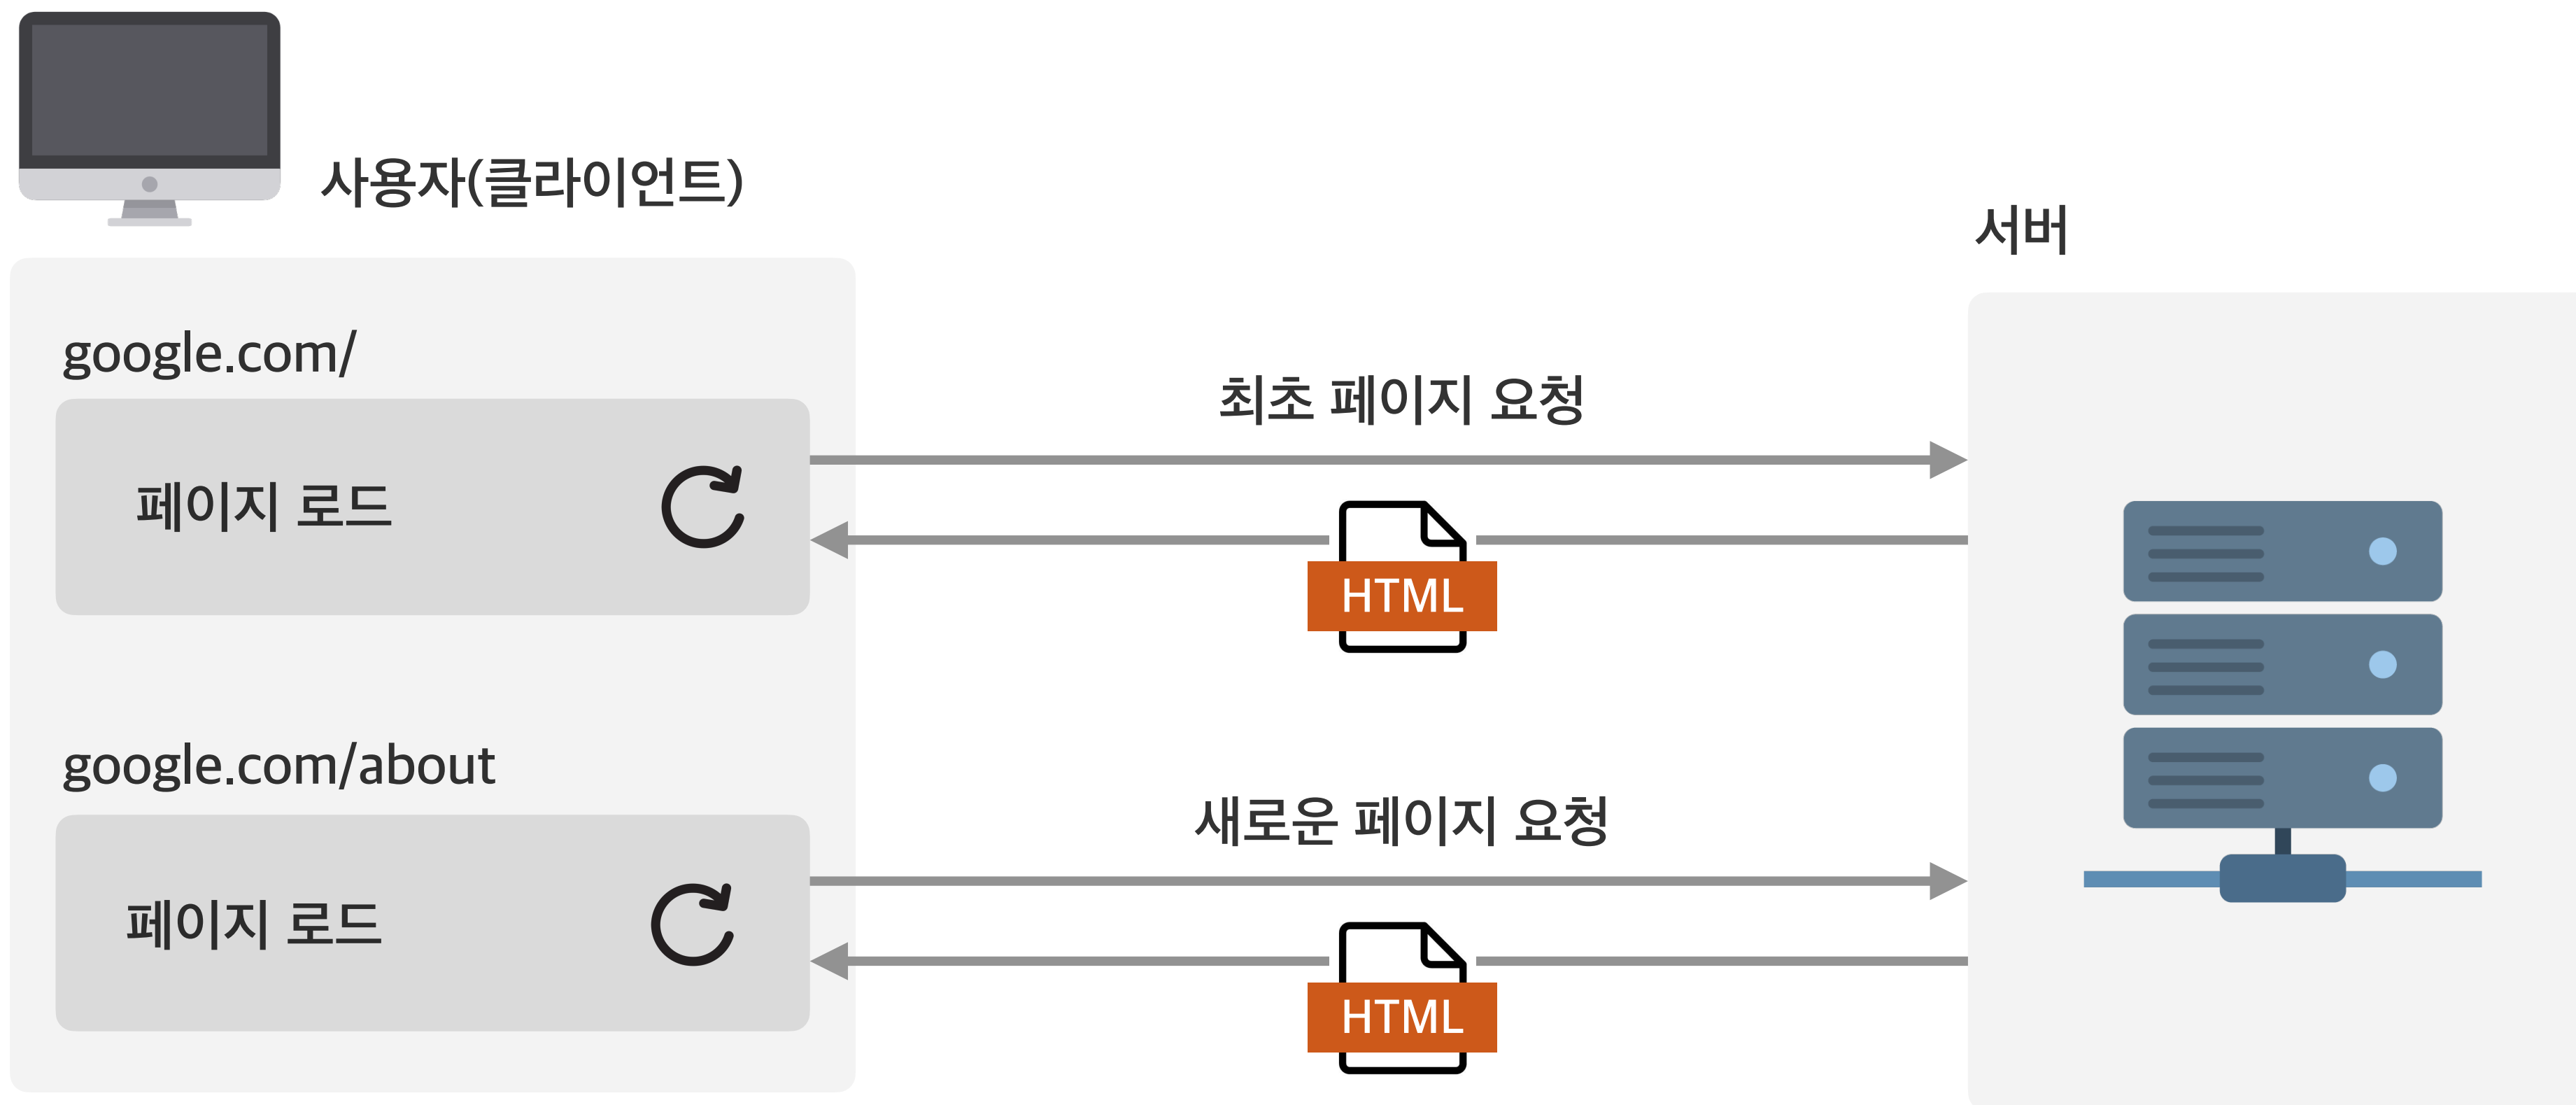 사용자(클라이언트)
서버
google.com/
최초 페이지 요청
페이지 로드
HTML
google.com/about
새로운 페이지 요청
페이지 로드
HTML